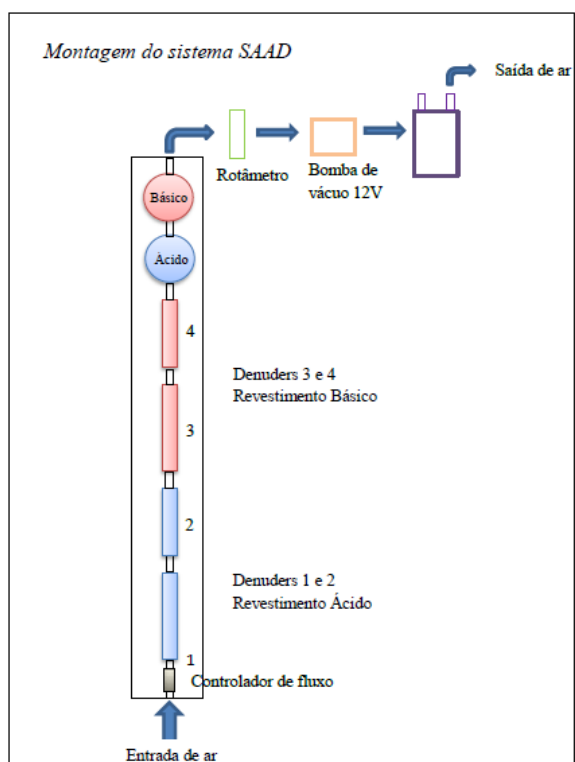 Montagem do sistema SAAD
Saída de ar
Rotâmetro
Bomba de
vácuo 12V
Básico
Ácido
4
Denuders 3 e 4
Revestimento Básico
3
2
Denuders 1 e 2
Revestimento Ácido
1
Controlador de fluxo
Entrada de ar